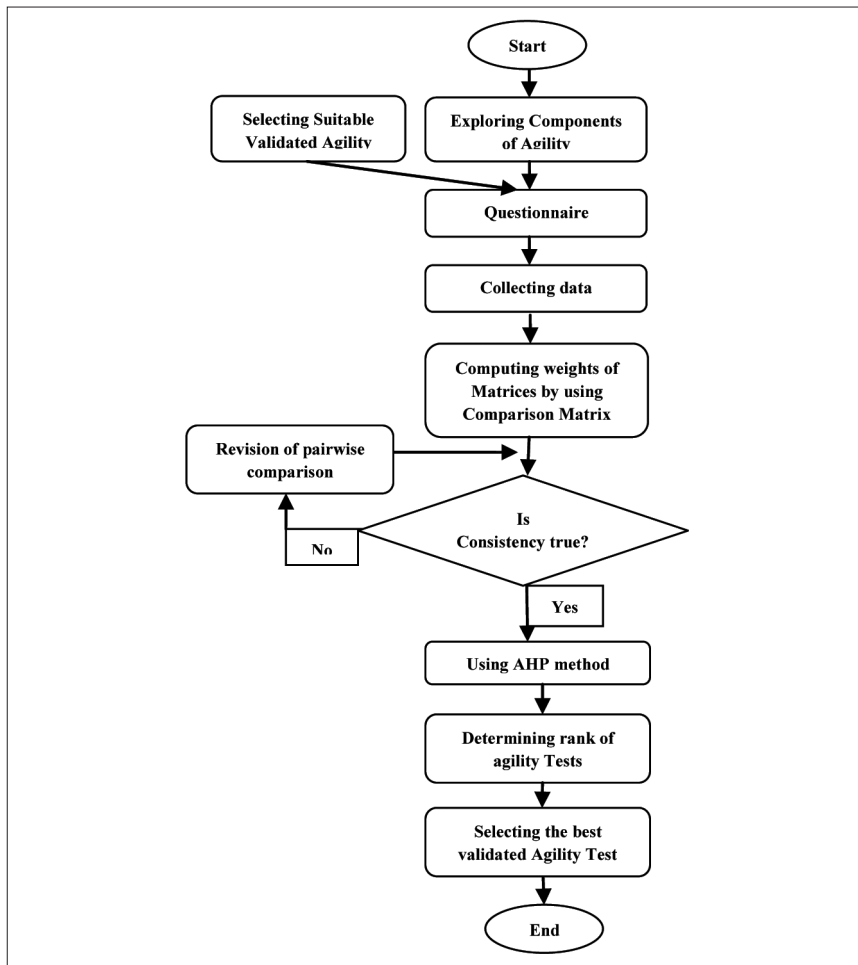 Start
Selecting Suitable
Validated Agility
Exploring Components
of Agility
Questionnaire
Collecting data
Computing weights of
Matrices by using
Comparison Matrix
Revision of pairwise
comparison
Is
Consistency true?
No
Yes
Using AHP method
Determining rank of
agility Tests
Selecting the best
validated Agility Test
End